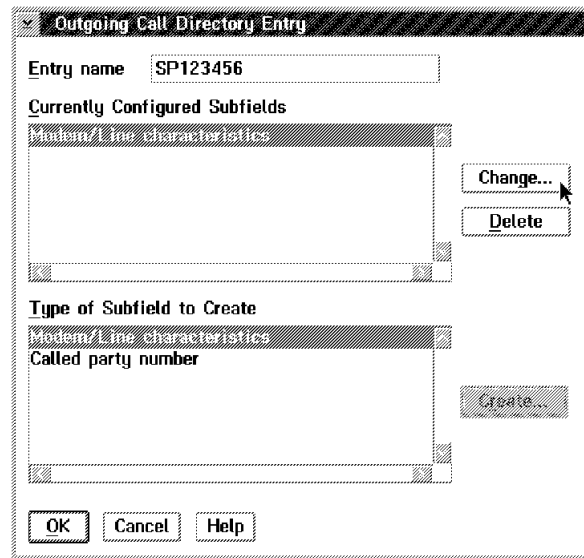 Outgoing Call Directory Entry
Entry name SP123456
Currently Configured Subfields
Modem/Line characteristics
Change...
Delete
Type of Subfield to Create
Modem/Line characteristics
Called party number
Create...
OK Cancel Help